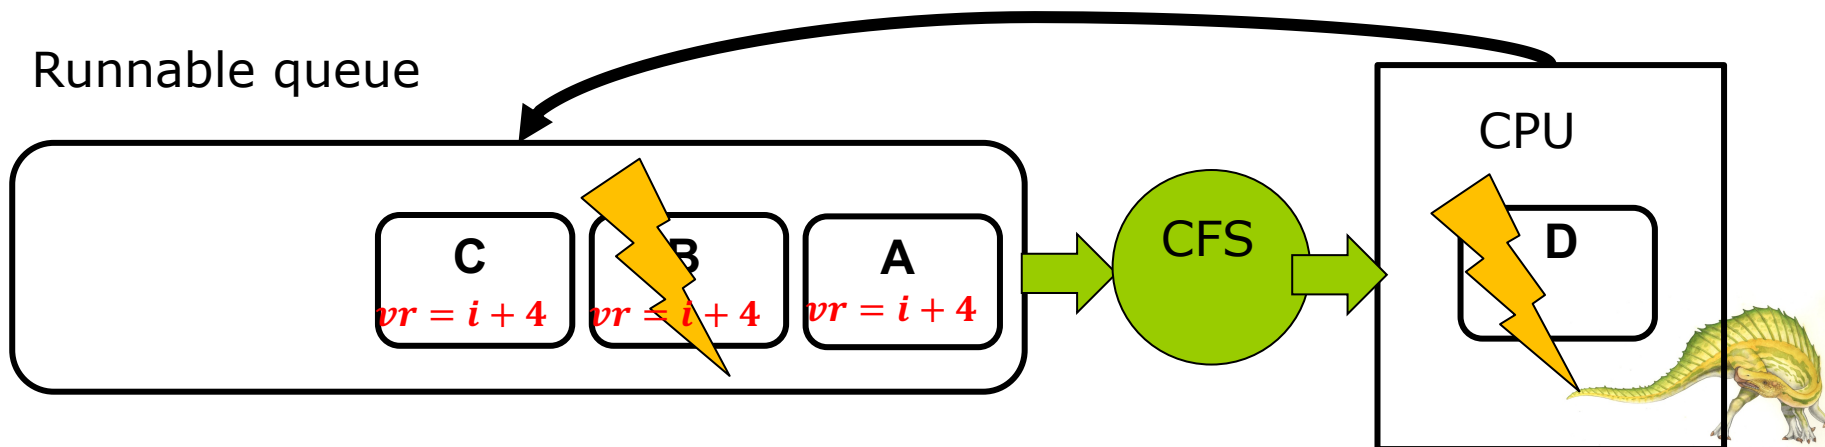 Runnable queue
CPU
C
B
A
CFS
D
vr = i + 4
vr = i + 4
vr = i + 4